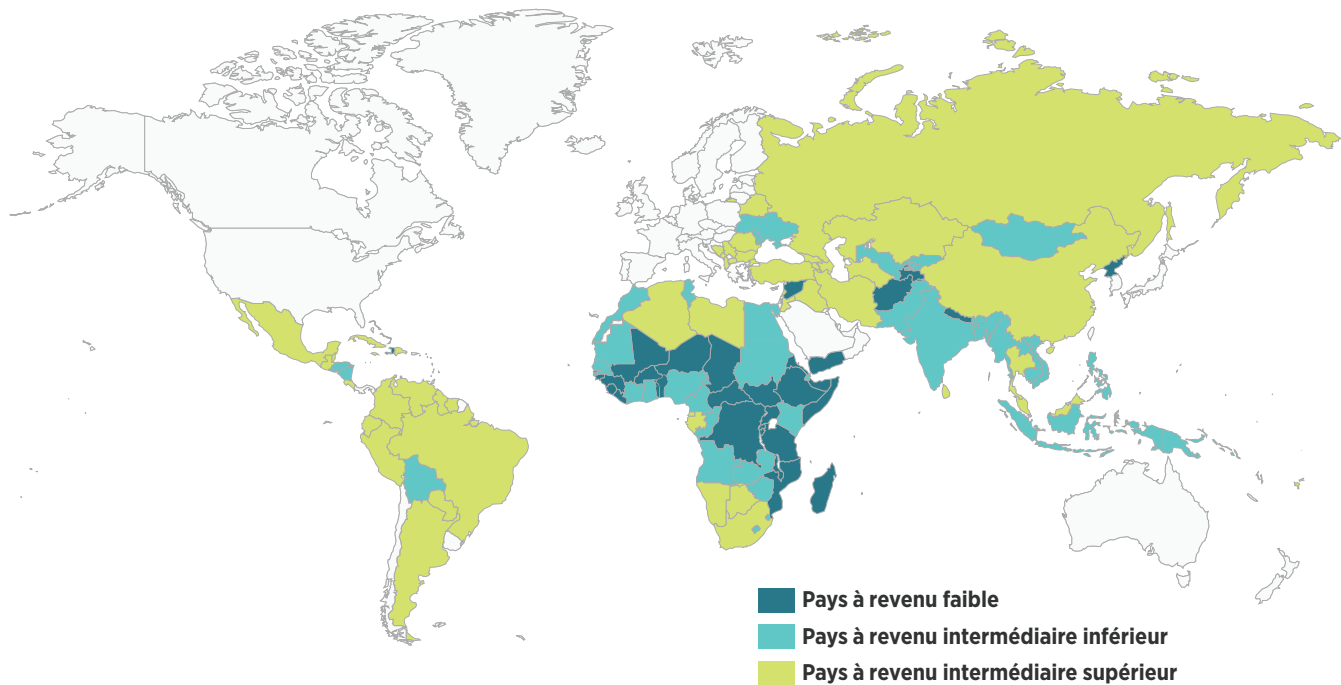 Pays à revenu faible
Pays à revenu intermédiaire inférieur
Pays à revenu intermédiaire supérieur